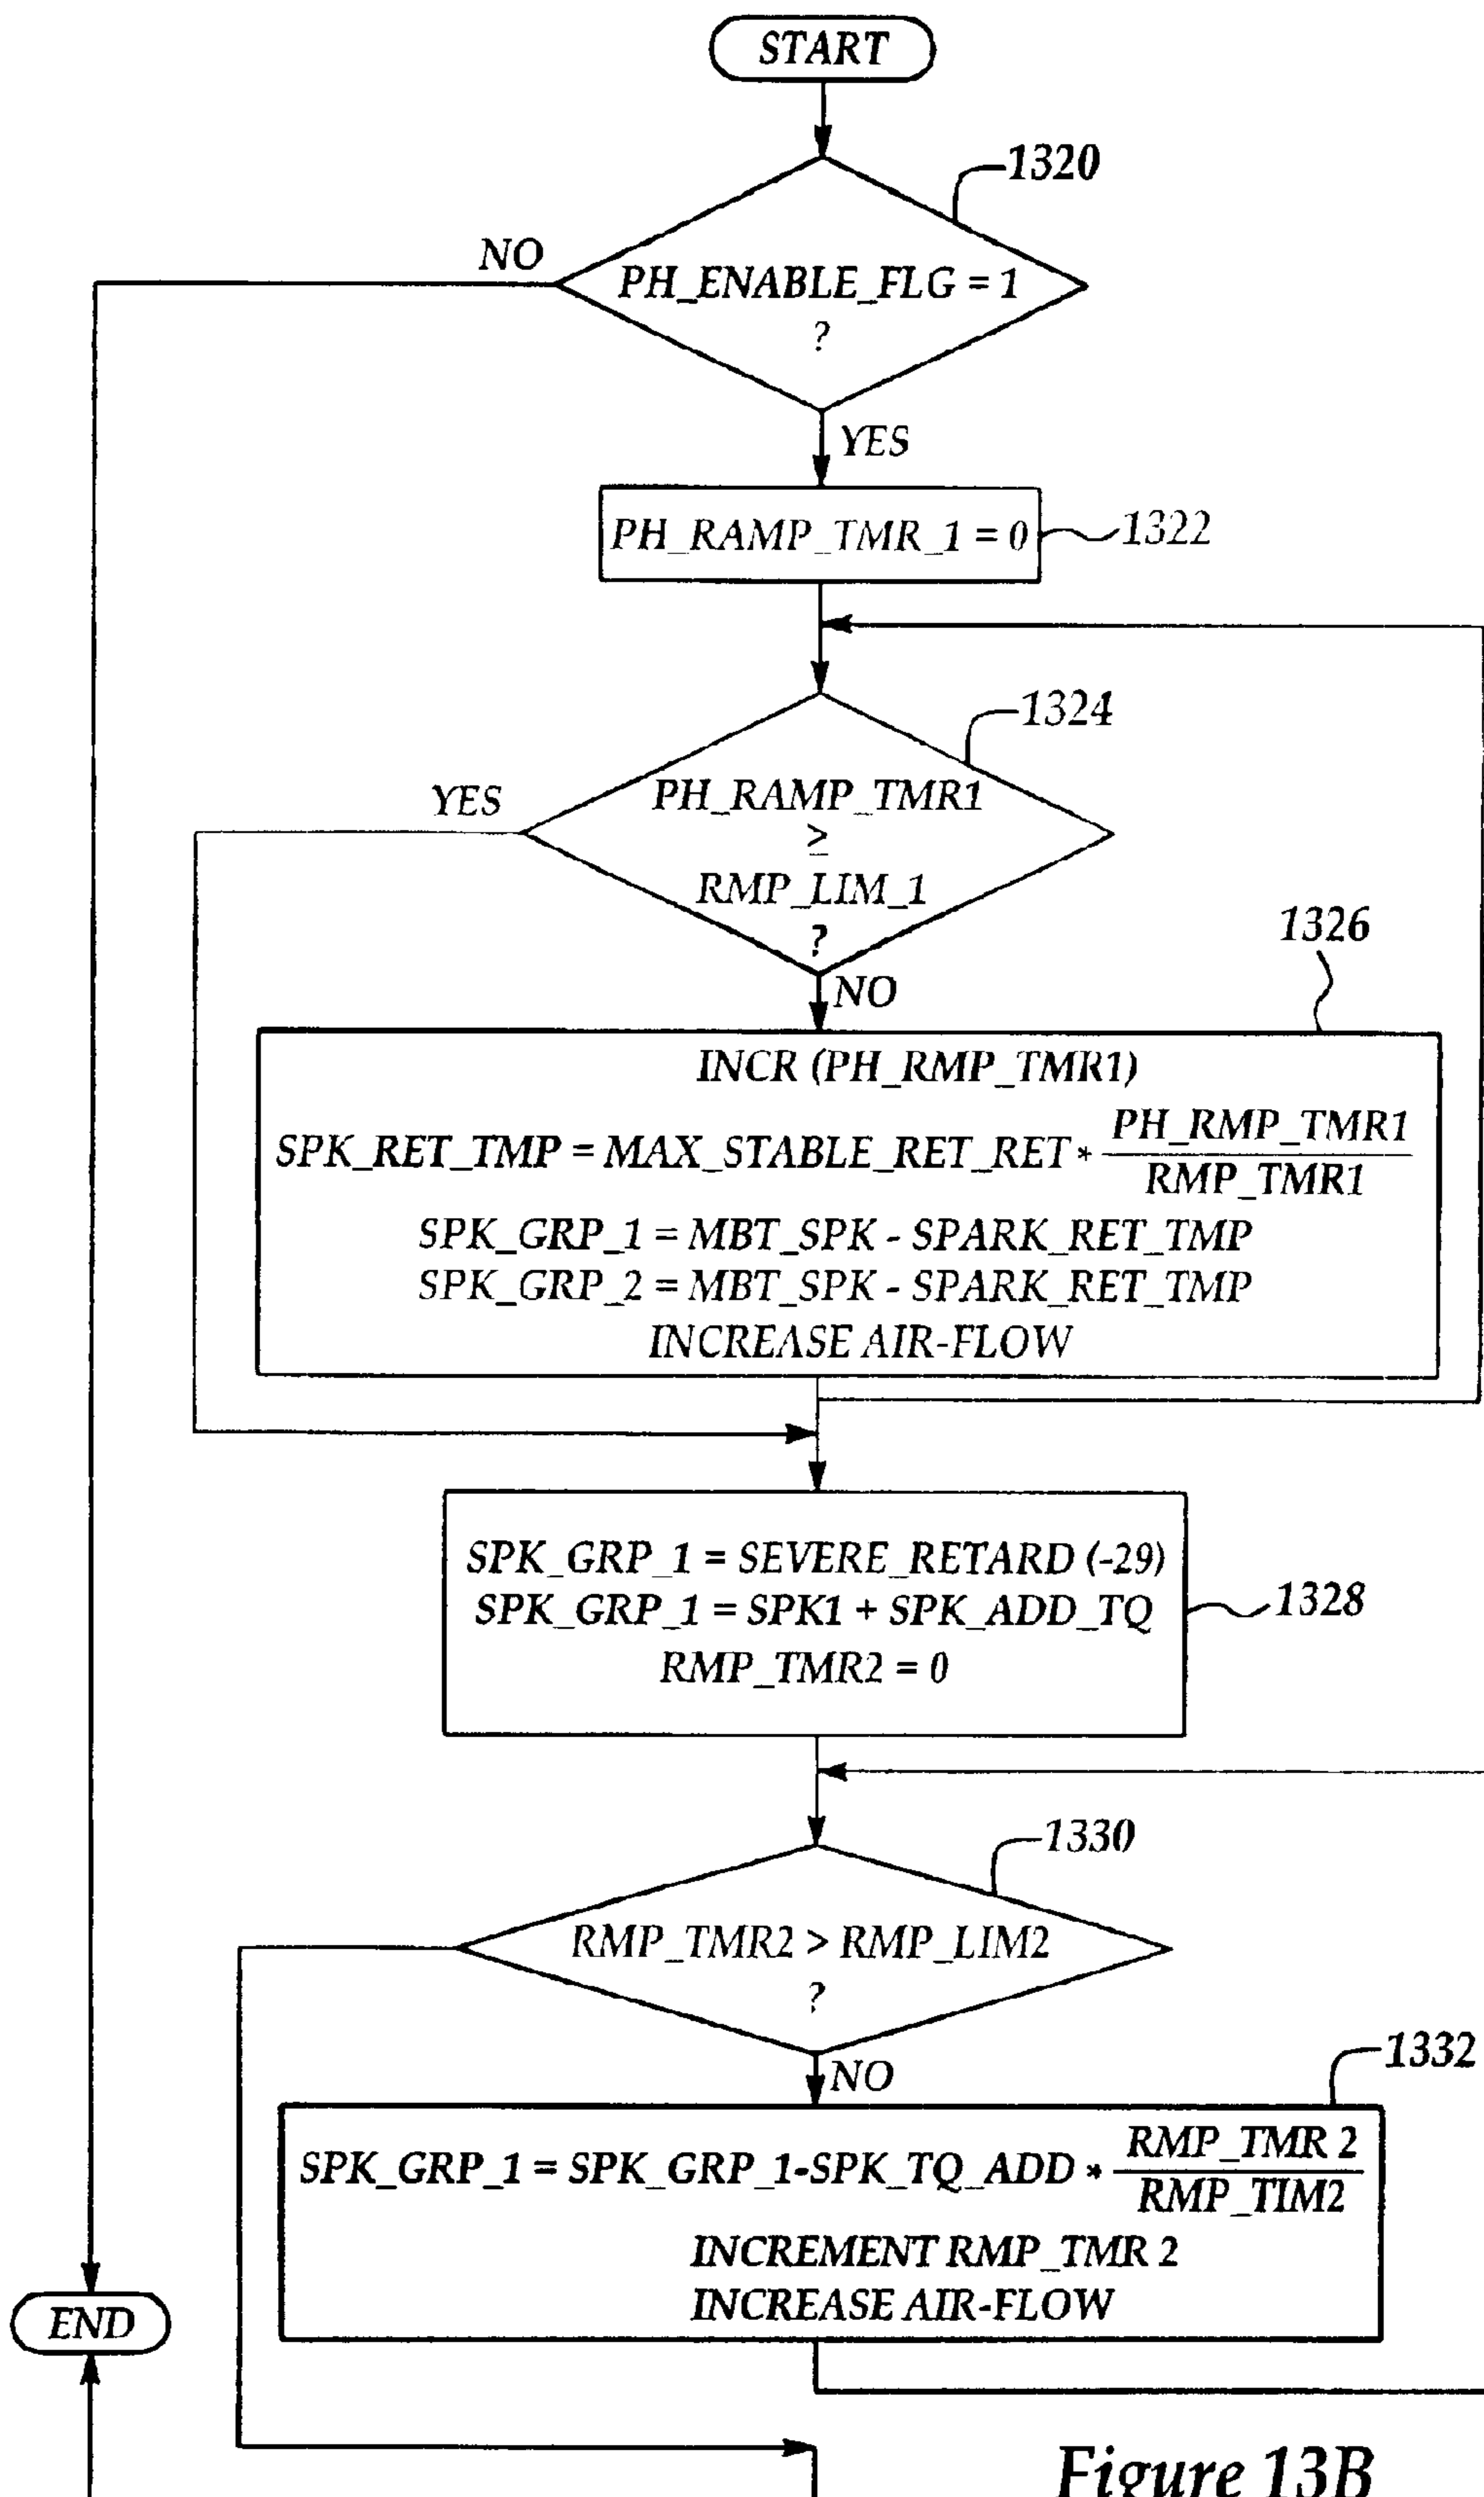 START
1320
NO
PH_ENABLE_FLG = 1
?
YES
PH_RAMP_TMR_1 = 0
1322
1324
YES
PH_RAMP_TMR1
≥
RMP_LIM_1
?
NO
1326
INCR (PH_RMP_TMR1)
SPK_RET_TMP = MAX_STABLE_RET_RET * PH_RMP_TMR1 / RMP_TMR1
SPK_GRP_1 = MBT_SPK - SPARK_RET_TMP
SPK_GRP_2 = MBT_SPK - SPARK_RET_TMP
INCREASE AIR-FLOW
SPK_GRP_1 = SEVERE_RETARD (-29)
SPK_GRP_1 = SPK1 + SPK_ADD_TQ
RMP_TMR2 = 0
1328
1330
RMP_TMR2 > RMP_LIM2
?
NO
1332
SPK_GRP_1 = SPK_GRP_1-SPK_TQ_ADD * RMP_TMR 2 / RMP_TIM2
INCREMENT RMP_TMR 2
INCREASE AIR-FLOW
END
Figure 13B